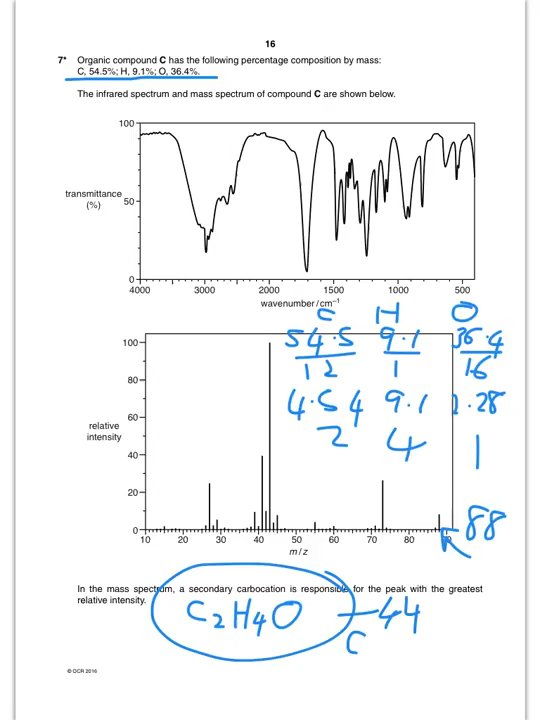 16
7* Organic compound C has the following percentage composition by mass:
C, 54.5%; H, 9.1%; O, 36.4%.
The infrared spectrum and mass spectrum of compound C are shown below.
100
transmittance
(%)
50
0
4000 3000 2000 1500 1000 500
wavenumber / cm⁻¹
C H O
54.5 9.1 36.4
12 1 16
4.54 9.1 2.28
2 4 1
100
80
60
relative
intensity
40
20
0
10 20 30 40 50 60 70 80
m / z
88
In the mass spectrum, a secondary carbocation is responsible for the peak with the greatest
relative intensity.
C₂H₄O 44
C
© OCR 2016